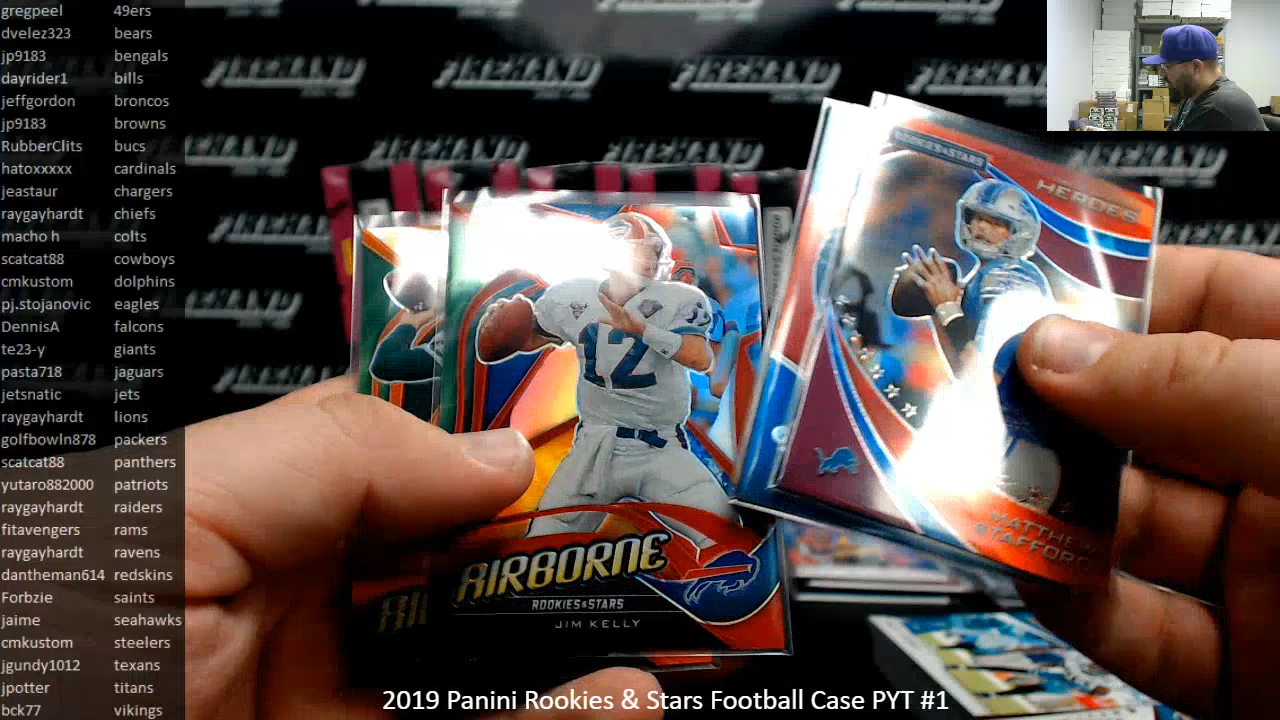 gregpeel 49ers
dvelez323 bears
jp9183 bengals
dayrider1 bills
jeffgordon broncos
jp9183 browns
RubberClits bucs
hatoxxxxx cardinals
jeastaur chargers
raygayhardt chiefs
macho h colts
scatcat88 cowboys
cmkustom dolphins
pj.stojanovic eagles
DennisA falcons
te23-y giants
pasta718 jaguars
jetsnatic jets
raygayhardt lions
golfbowln878 packers
scatcat88 panthers
yutaro882000 patriots
raygayhardt raiders
fitavengers rams
raygayhardt ravens
dantheman614 redskins
Forbzie saints
jaime seahawks
cmkustom steelers
jgundy1012 texans
jpotter titans
bck77 vikings
ROOKIES & STARS
HEROES
MATTHEW
STAFFORD
12
AIRBORNE
ROOKIES & STARS
JIM KELLY
2019 Panini Rookies & Stars Football Case PYT #1